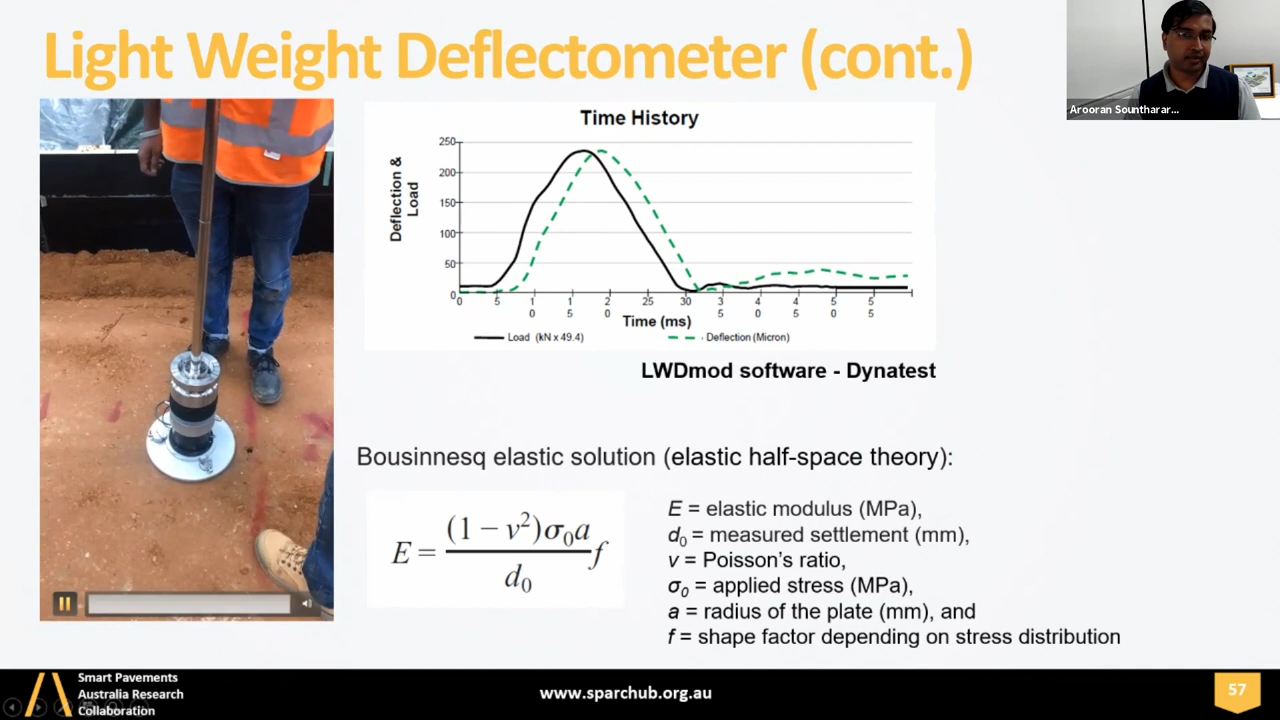 Light Weight Deflectometer (cont.)
Arooran Sountharar...
Time History
Deflection &
Load
250
200
150
100
50
0
0 5 1 1 2 25 30 3 4 4 5 5
0 5 0 5 0 5 0 5
Time (ms)
Load (kN x 49.4)
Deflection (Micron)
LWDmod software - Dynatest
Bousinnesq elastic solution (elastic half-space theory):
E = (1 − v²)σ₀a / d₀ f
E = elastic modulus (MPa),
d₀ = measured settlement (mm),
v = Poisson's ratio,
σ₀ = applied stress (MPa),
a = radius of the plate (mm), and
f = shape factor depending on stress distribution
Smart Pavements
Australia Research
Collaboration
www.sparchub.org.au
57